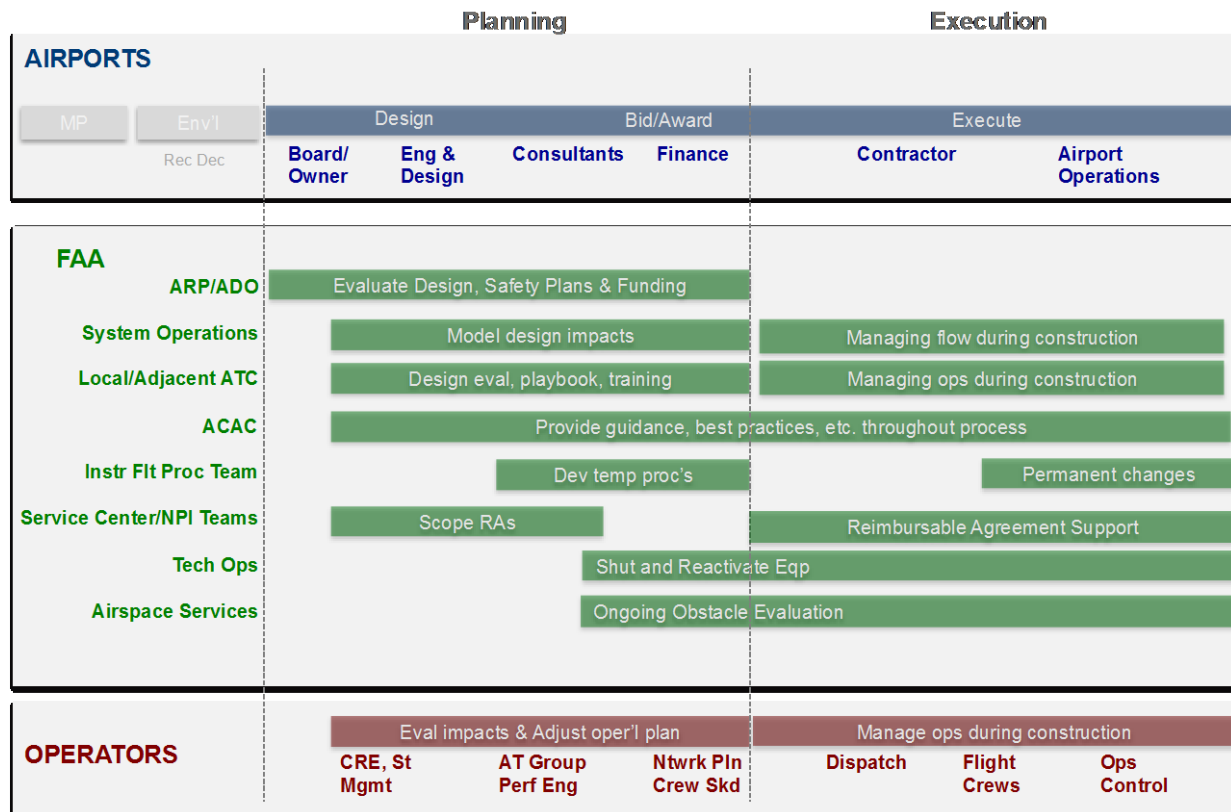 Planning Execution
AIRPORTS
MP Env'l Design Bid/Award Execute
Rec Dec
Board/ Eng & Consultants Finance Contractor Airport
Owner Design Operations
FAA
ARP/ADO Evaluate Design, Safety Plans & Funding
System Operations Model design impacts Managing flow during construction
Local/Adjacent ATC Design eval, playbook, training Managing ops during construction
ACAC Provide guidance, best practices, etc. throughout process
Instr Flt Proc Team Dev temp proc's Permanent changes
Service Center/NPI Teams Scope RAs Reimbursable Agreement Support
Tech Ops Shut and Reactivate Eqp
Airspace Services Ongoing Obstacle Evaluation
OPERATORS
Eval impacts & Adjust oper'l plan Manage ops during construction
CRE, St AT Group Ntwrk Pln Dispatch Flight Ops
Mgmt Perf Eng Crew Skd Crews Control